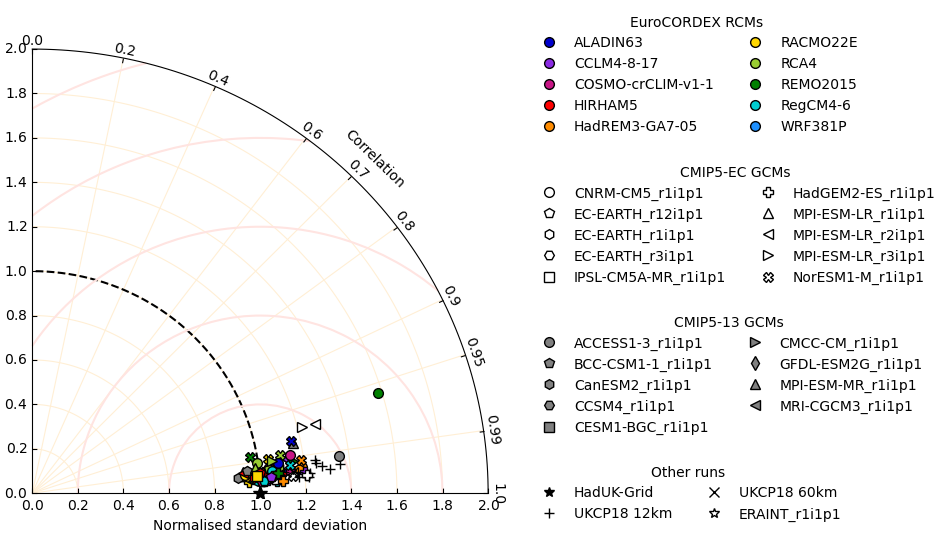 EuroCORDEX RCMs
ALADIN63 RACMO22E
CCLM4-8-17 RCA4
COSMO-crCLIM-v1-1 REMO2015
HIRHAM5 RegCM4-6
HadREM3-GA7-05 WRF381P
CMIP5-EC GCMs
CNRM-CM5_r1i1p1 HadGEM2-ES_r1i1p1
EC-EARTH_r12i1p1 MPI-ESM-LR_r1i1p1
EC-EARTH_r1i1p1 MPI-ESM-LR_r2i1p1
EC-EARTH_r3i1p1 MPI-ESM-LR_r3i1p1
IPSL-CM5A-MR_r1i1p1 NorESM1-M_r1i1p1
CMIP5-13 GCMs
ACCESS1-3_r1i1p1 CMCC-CM_r1i1p1
BCC-CSM1-1_r1i1p1 GFDL-ESM2G_r1i1p1
CanESM2_r1i1p1 MPI-ESM-MR_r1i1p1
CCSM4_r1i1p1 MRI-CGCM3_r1i1p1
CESM1-BGC_r1i1p1
Other runs
HadUK-Grid UKCP18 60km
UKCP18 12km ERAINT_r1i1p1
0.0
0.2
0.4
0.6
Correlation
0.7
0.8
0.9
0.95
0.99
1.0
2.0
1.8
1.6
1.4
1.2
1.0
0.8
0.6
0.4
0.2
0.0
0.0 0.2 0.4 0.6 0.8 1.0 1.2 1.4 1.6 1.8 2.0
Normalised standard deviation